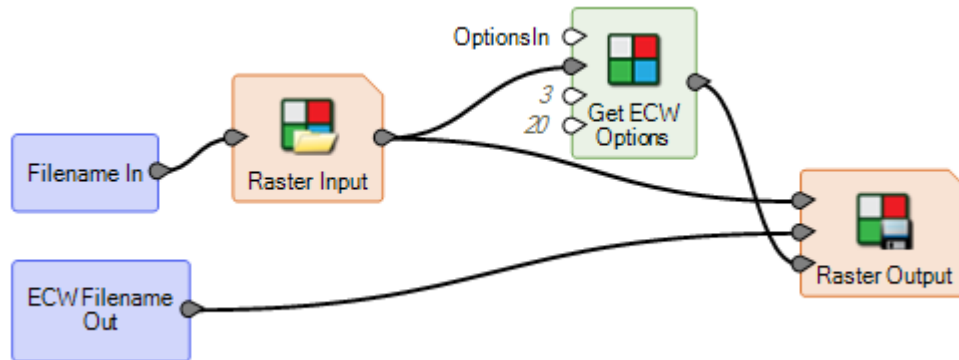 OptionsIn
3
20
Get ECW
Options
Filename In
Raster Input
ECW Filename
Out
Raster Output